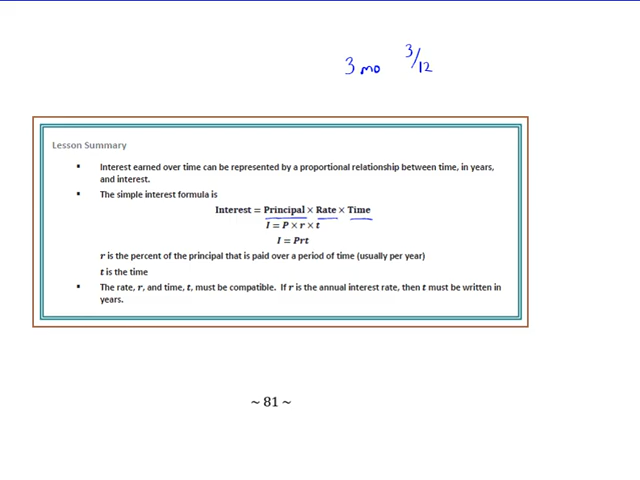 3 mo 3/12
Lesson Summary
▪ Interest earned over time can be represented by a proportional relationship between time, in years,
and interest.
▪ The simple interest formula is
Interest = Principal × Rate × Time
I = P × r × t
I = Prt
r is the percent of the principal that is paid over a period of time (usually per year)
t is the time
▪ The rate, r, and time, t, must be compatible. If r is the annual interest rate, then t must be written in
years.
~ 81 ~